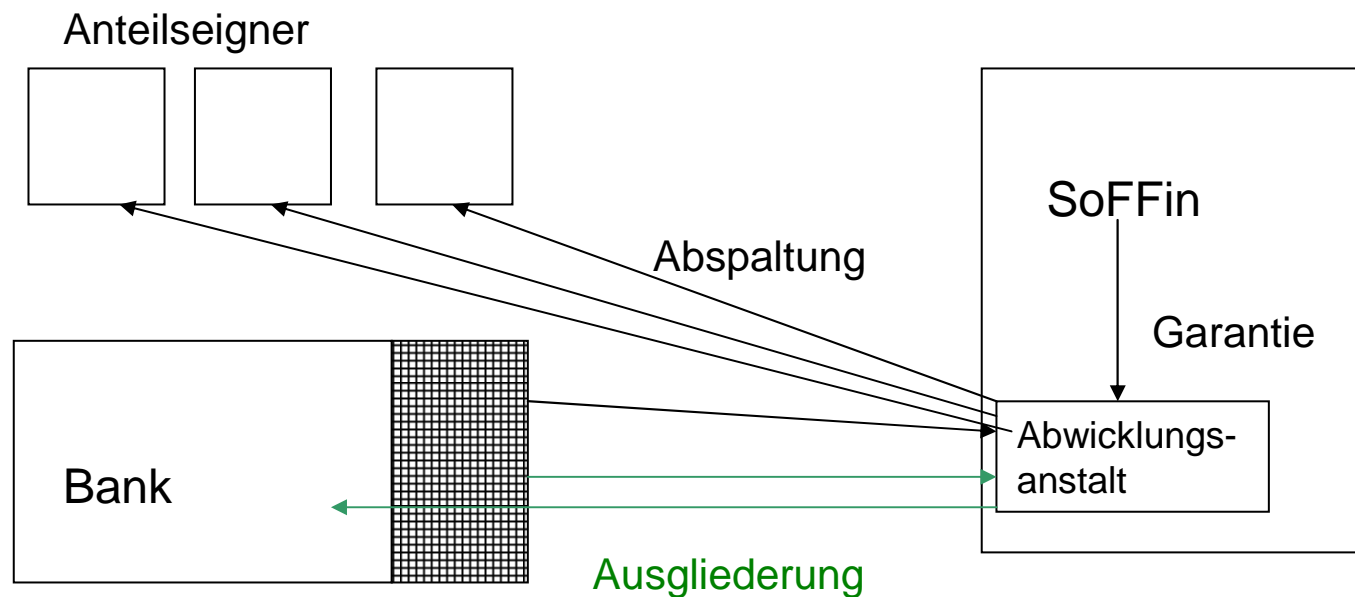 Anteilseigner
SoFFin
Abspaltung
Garantie
Abwicklungs-
anstalt
Bank
Ausgliederung